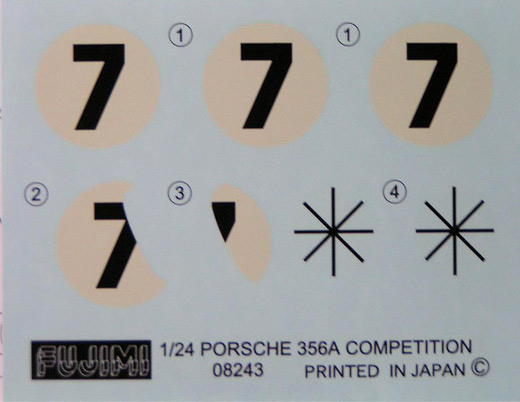 7 ① 7 ① 7
② 7 ③ ④
FUJIMI 1/24 PORSCHE 356A COMPETITION
08243 PRINTED IN JAPAN ©